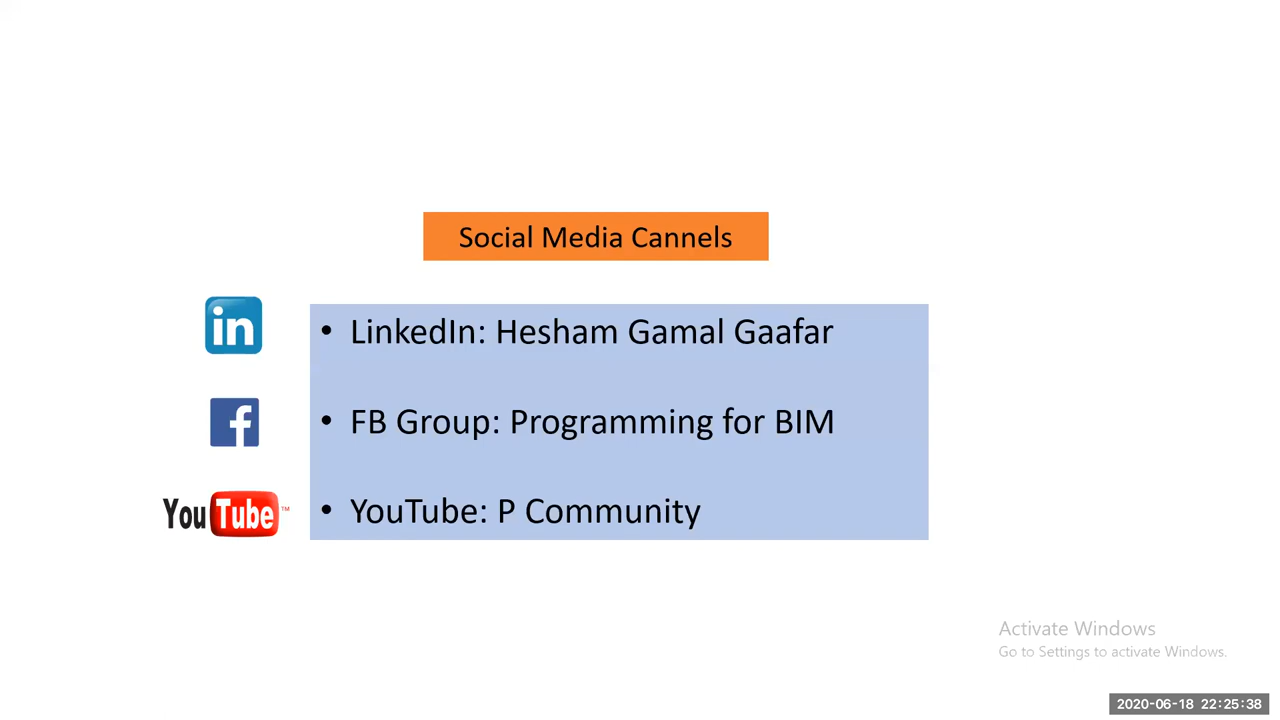 Social Media Cannels
in
• LinkedIn: Hesham Gamal Gaafar
f
• FB Group: Programming for BIM
YouTube™
• YouTube: P Community
Activate Windows
Go to Settings to activate Windows.
2020-06-18 22:25:38